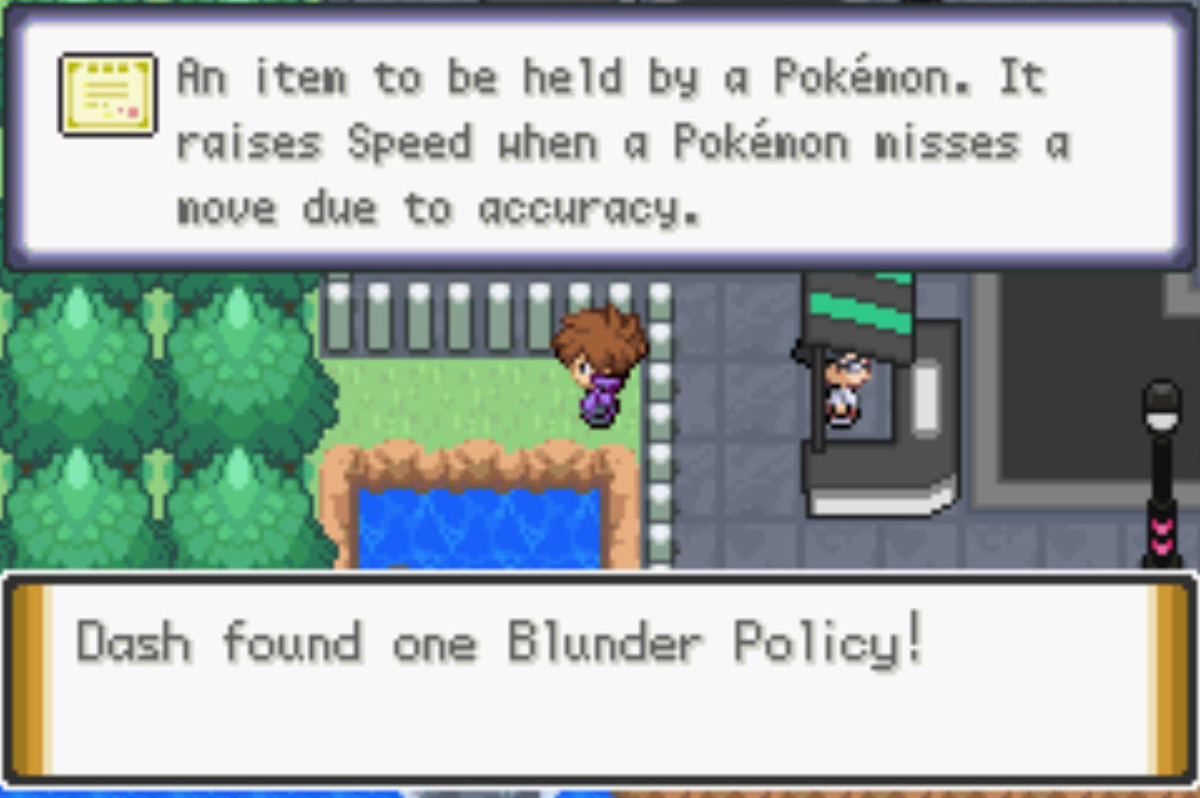 An item to be held by a Pokémon. It
raises Speed when a Pokémon misses a
move due to accuracy.
Dash found one Blunder Policy!